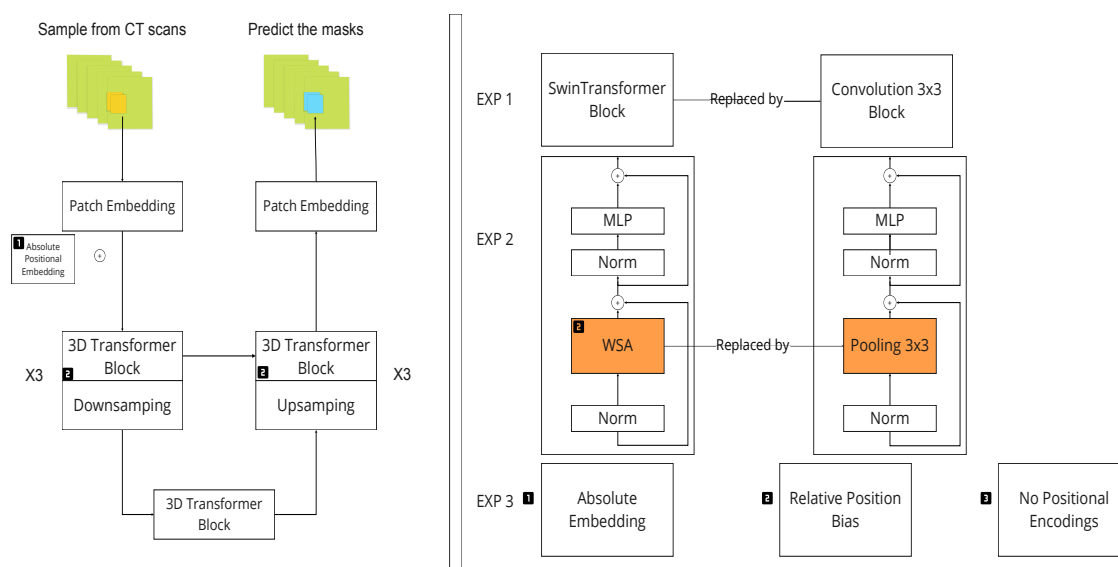 Sample from CT scans
Predict the masks
Patch Embedding
Patch Embedding
1 Absolute
Positional
Embedding
+
X3
3D Transformer
Block
2
Downsamping
3D Transformer
Block
2
Upsamping
X3
3D Transformer
Block
EXP 1
SwinTransformer
Block
Replaced by
Convolution 3x3
Block
EXP 2
+
MLP
Norm
+
2
WSA
Norm
Replaced by
+
MLP
Norm
+
Pooling 3x3
Norm
EXP 3
1
Absolute
Embedding
2
Relative Position
Bias
3
No Positional
Encodings